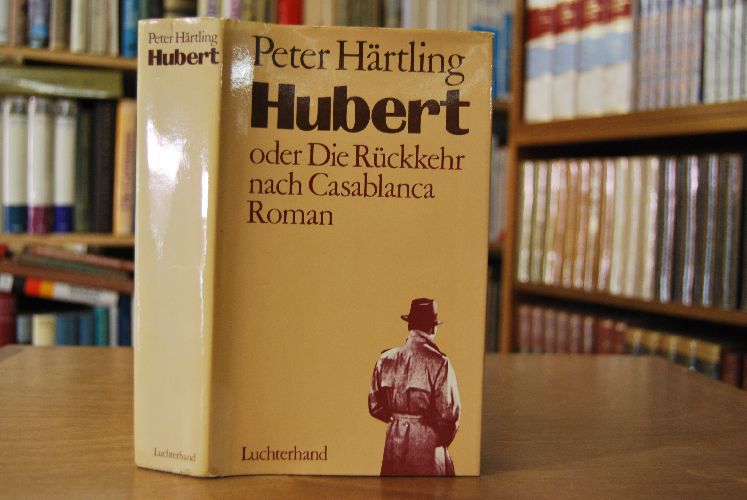 Peter Härtling
Hubert
Luchterhand
Peter Härtling
Hubert
oder Die Rückkehr
nach Casablanca
Roman
Luchterhand